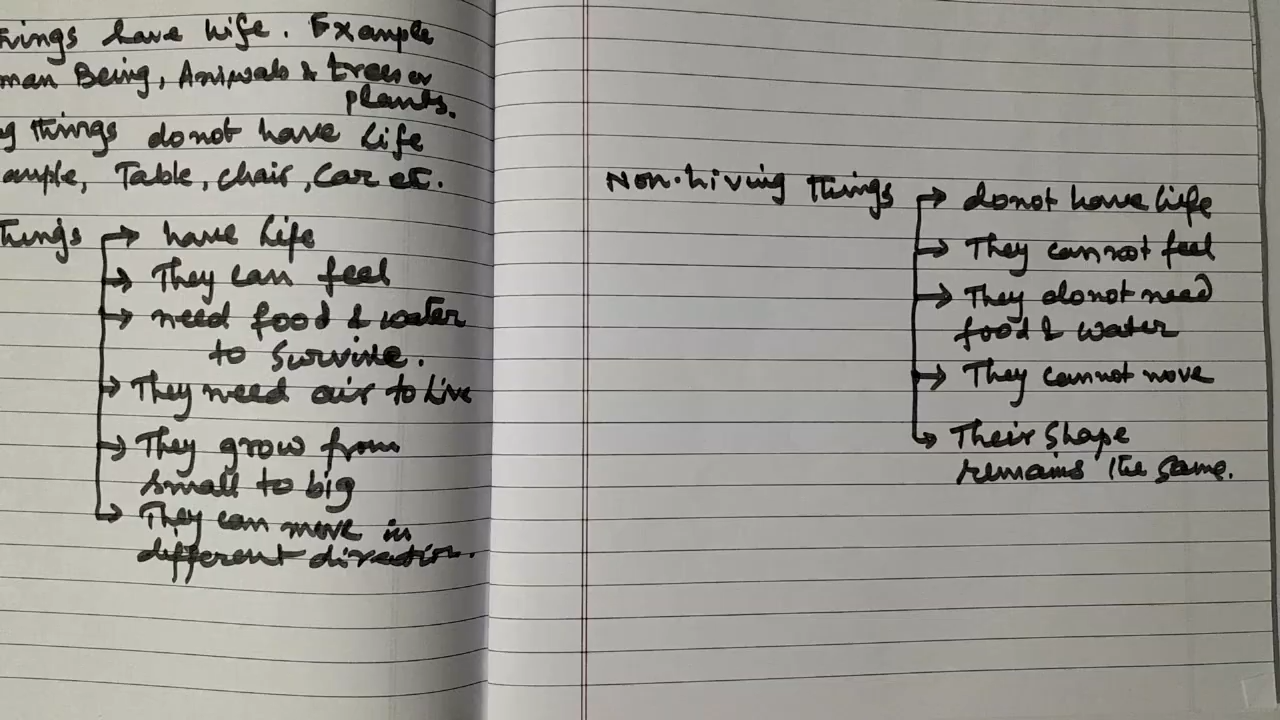 things have life. Example
man Being, Animals & trees or
plants.
g things donot have life
ample, Table, chair, Car etc.
Things → have life
→ They can feel
→ need food & water
to survive.
→ They need air to live
→ They grow from
small to big
→ They can move in
different direction.
Non-living things → donot have life
→ They cannot feel
→ They donot need
food & water
→ They cannot move
→ Their shape
remains the same.